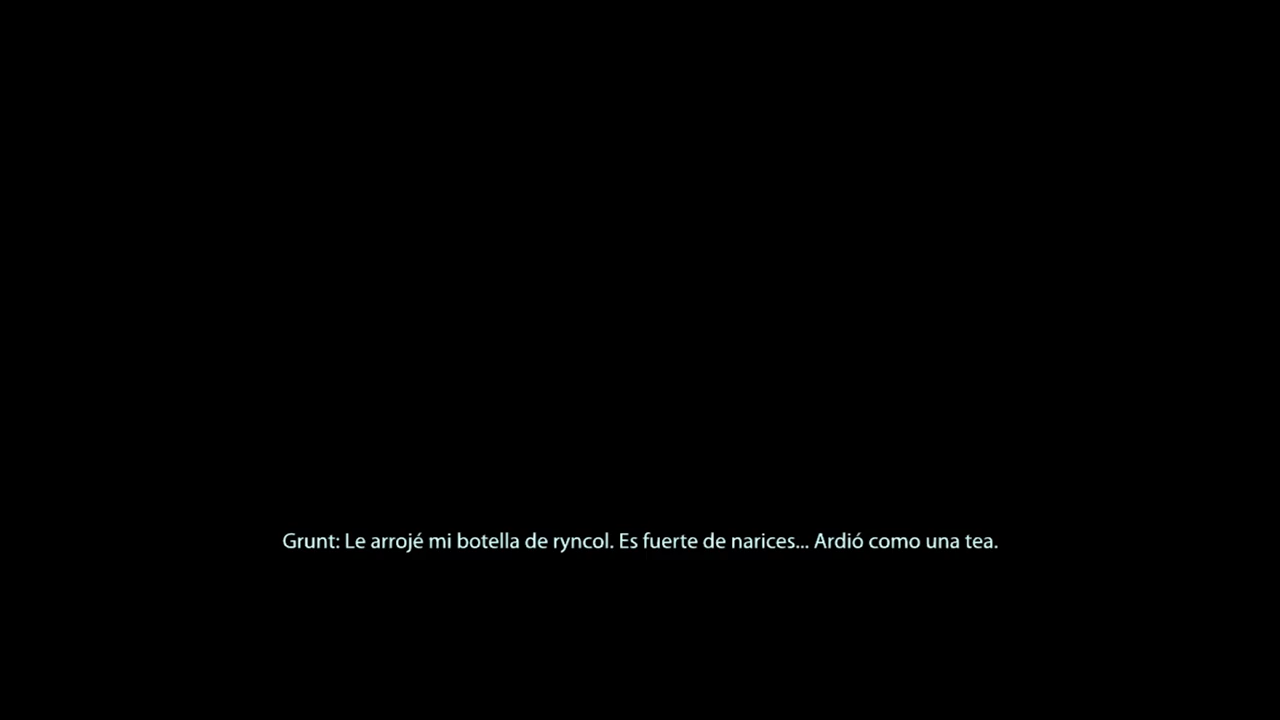 Grunt: Le arrojé mi botella de ryncol. Es fuerte de narices... Ardió como una tea.